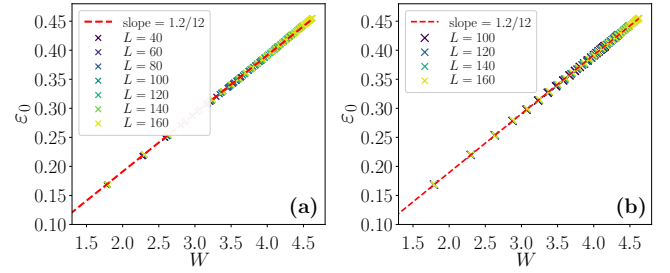 slope = 1.2/12
L = 40
L = 60
L = 80
L = 100
L = 120
L = 140
L = 160
0.45
0.40
0.35
0.30
0.25
0.20
0.15
0.10
ε₀
1.5 2.0 2.5 3.0 3.5 4.0 4.5
W
(a)
slope = 1.2/12
L = 100
L = 120
L = 140
L = 160
0.45
0.40
0.35
0.30
0.25
0.20
0.15
0.10
ε₀
1.5 2.0 2.5 3.0 3.5 4.0 4.5
W
(b)